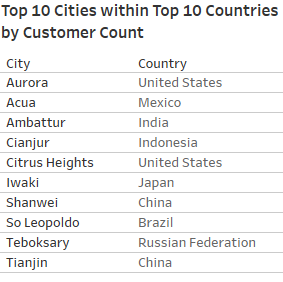 Top 10 Cities within Top 10 Countries
by Customer Count
City Country
Aurora United States
Acua Mexico
Ambattur India
Cianjur Indonesia
Citrus Heights United States
Iwaki Japan
Shanwei China
So Leopoldo Brazil
Teboksary Russian Federation
Tianjin China